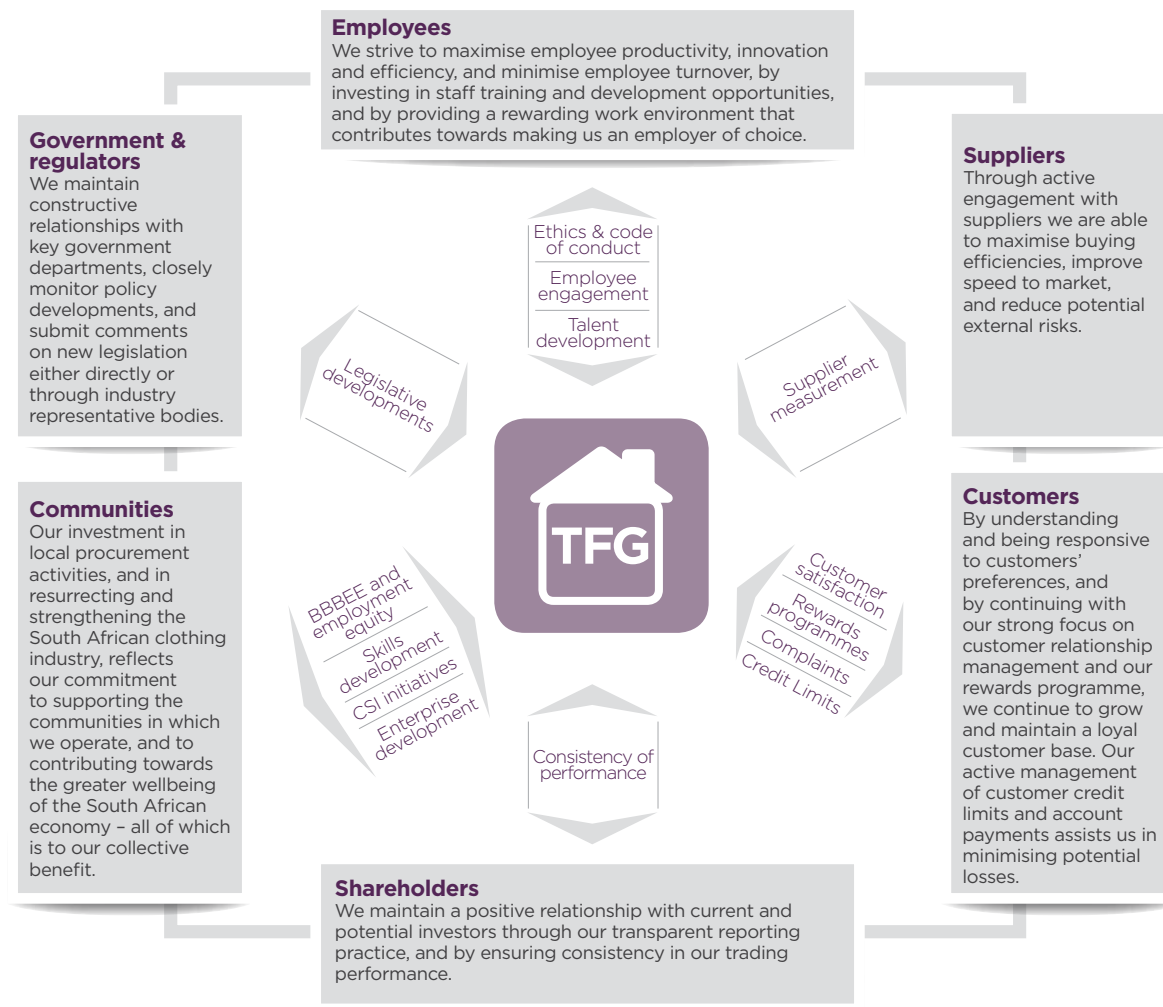 Employees
We strive to maximise employee productivity, innovation
and efficiency, and minimise employee turnover, by
investing in staff training and development opportunities,
and by providing a rewarding work environment that
contributes towards making us an employer of choice.
Government &
regulators
We maintain
constructive
relationships with
key government
departments, closely
monitor policy
developments, and
submit comments
on new legislation
either directly or
through industry
representative bodies.
Suppliers
Through active
engagement with
suppliers we are able
to maximise buying
efficiencies, improve
speed to market,
and reduce potential
external risks.
Ethics & code
of conduct
Employee
engagement
Talent
development
Legislative
developments
Supplier
measurement
TFG
Communities
Our investment in
local procurement
activities, and in
resurrecting and
strengthening the
South African clothing
industry, reflects
our commitment
to supporting the
communities in which
we operate, and to
contributing towards
the greater wellbeing
of the South African
economy – all of which
is to our collective
benefit.
BBBEE and
employment
equity
Skills
development
CSI initiatives
Enterprise
development
Customer
satisfaction
Rewards
programmes
Complaints
Credit Limits
Consistency of
performance
Customers
By understanding
and being responsive
to customers’
preferences, and
by continuing with
our strong focus on
customer relationship
management and our
rewards programme,
we continue to grow
and maintain a loyal
customer base. Our
active management
of customer credit
limits and account
payments assists us in
minimising potential
losses.
Shareholders
We maintain a positive relationship with current and
potential investors through our transparent reporting
practice, and by ensuring consistency in our trading
performance.